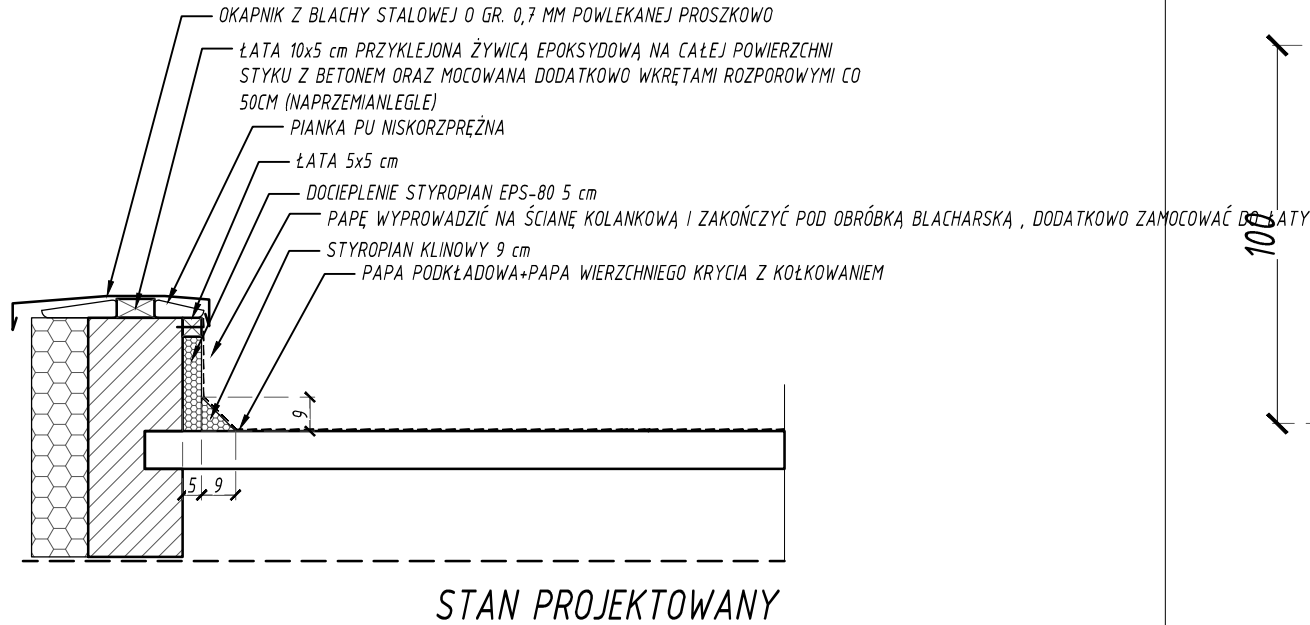 OKAPNIK Z BLACHY STALOWEJ O GR. 0,7 MM POWLEKANEJ PROSZKOWO
ŁATA 10x5 cm PRZYKLEJONA ŻYWICĄ EPOKSYDOWĄ NA CAŁEJ POWIERZCHNI
STYKU Z BETONEM ORAZ MOCOWANA DODATKOWO WKRĘTAMI ROZPOROWYMI CO
50CM (NAPRZEMIANLEGLE)
PIANKA PU NISKORZPRĘŻNA
ŁATA 5x5 cm
DOCIEPLENIE STYROPIAN EPS-80 5 cm
PAPĘ WYPROWADZIĆ NA ŚCIANĘ KOLANKOWĄ I ZAKOŃCZYĆ POD OBRÓBKĄ BLACHARSKĄ , DODATKOWO ZAMOCOWAĆ DO ŁATY
STYROPIAN KLINOWY 9 cm
PAPA PODKŁADOWA+PAPA WIERZCHNIEGO KRYCIA Z KOŁKOWANIEM
100
9
5 9
STAN PROJEKTOWANY